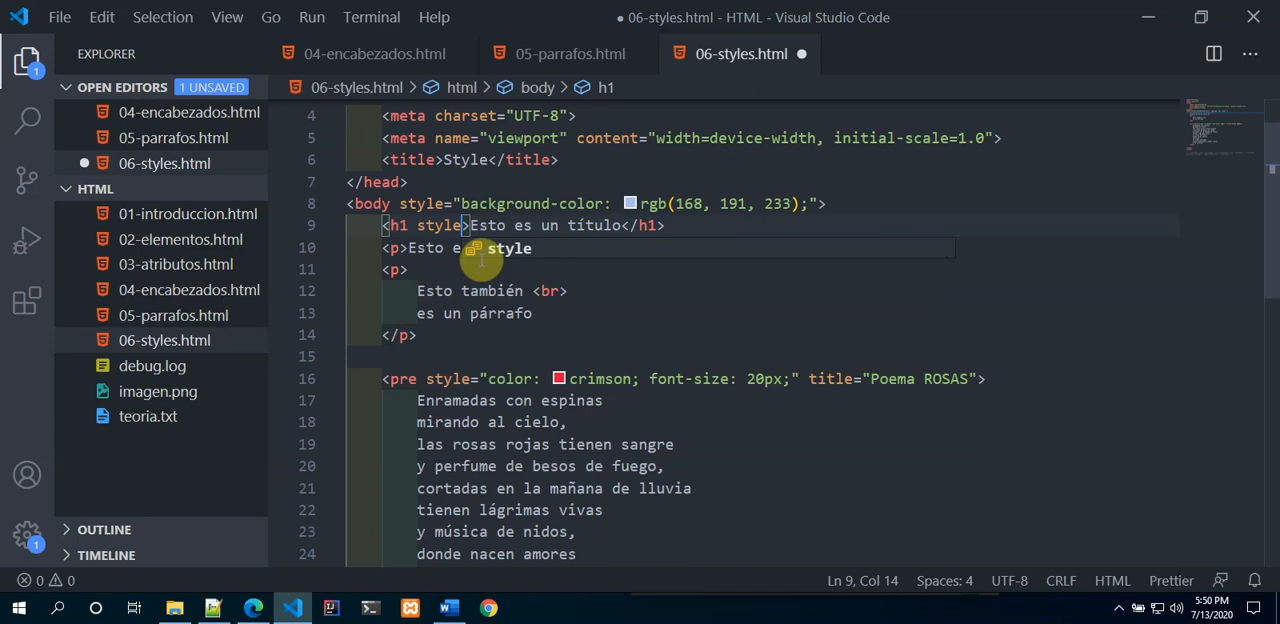 File Edit Selection View Go Run Terminal Help ● 06-styles.html - HTML - Visual Studio Code
EXPLORER
04-encabezados.html 05-parrafos.html 06-styles.html
OPEN EDITORS 1 UNSAVED
04-encabezados.html
05-parrafos.html
06-styles.html
HTML
01-introduccion.html
02-elementos.html
03-atributos.html
04-encabezados.html
05-parrafos.html
06-styles.html
debug.log
imagen.png
teoria.txt
OUTLINE
TIMELINE
1
1
06-styles.html > html > body > h1
4 <meta charset="UTF-8">
5 <meta name="viewport" content="width=device-width, initial-scale=1.0">
6 <title>Style</title>
7 </head>
8 <body style="background-color: rgb(168, 191, 233);">
9 <h1 style>Esto es un título</h1>
10 <p>Esto e style
11 <p>
12 Esto también <br>
13 es un párrafo
14 </p>
15
16 <pre style="color: crimson; font-size: 20px;" title="Poema ROSAS">
17 Enramadas con espinas
18 mirando al cielo,
19 las rosas rojas tienen sangre
20 y perfume de besos de fuego,
21 cortadas en la mañana de lluvia
22 tienen lágrimas vivas
23 y música de nidos,
24 donde nacen amores
0 0 Ln 9, Col 14 Spaces: 4 UTF-8 CRLF HTML Prettier
5:50 PM
7/13/2020